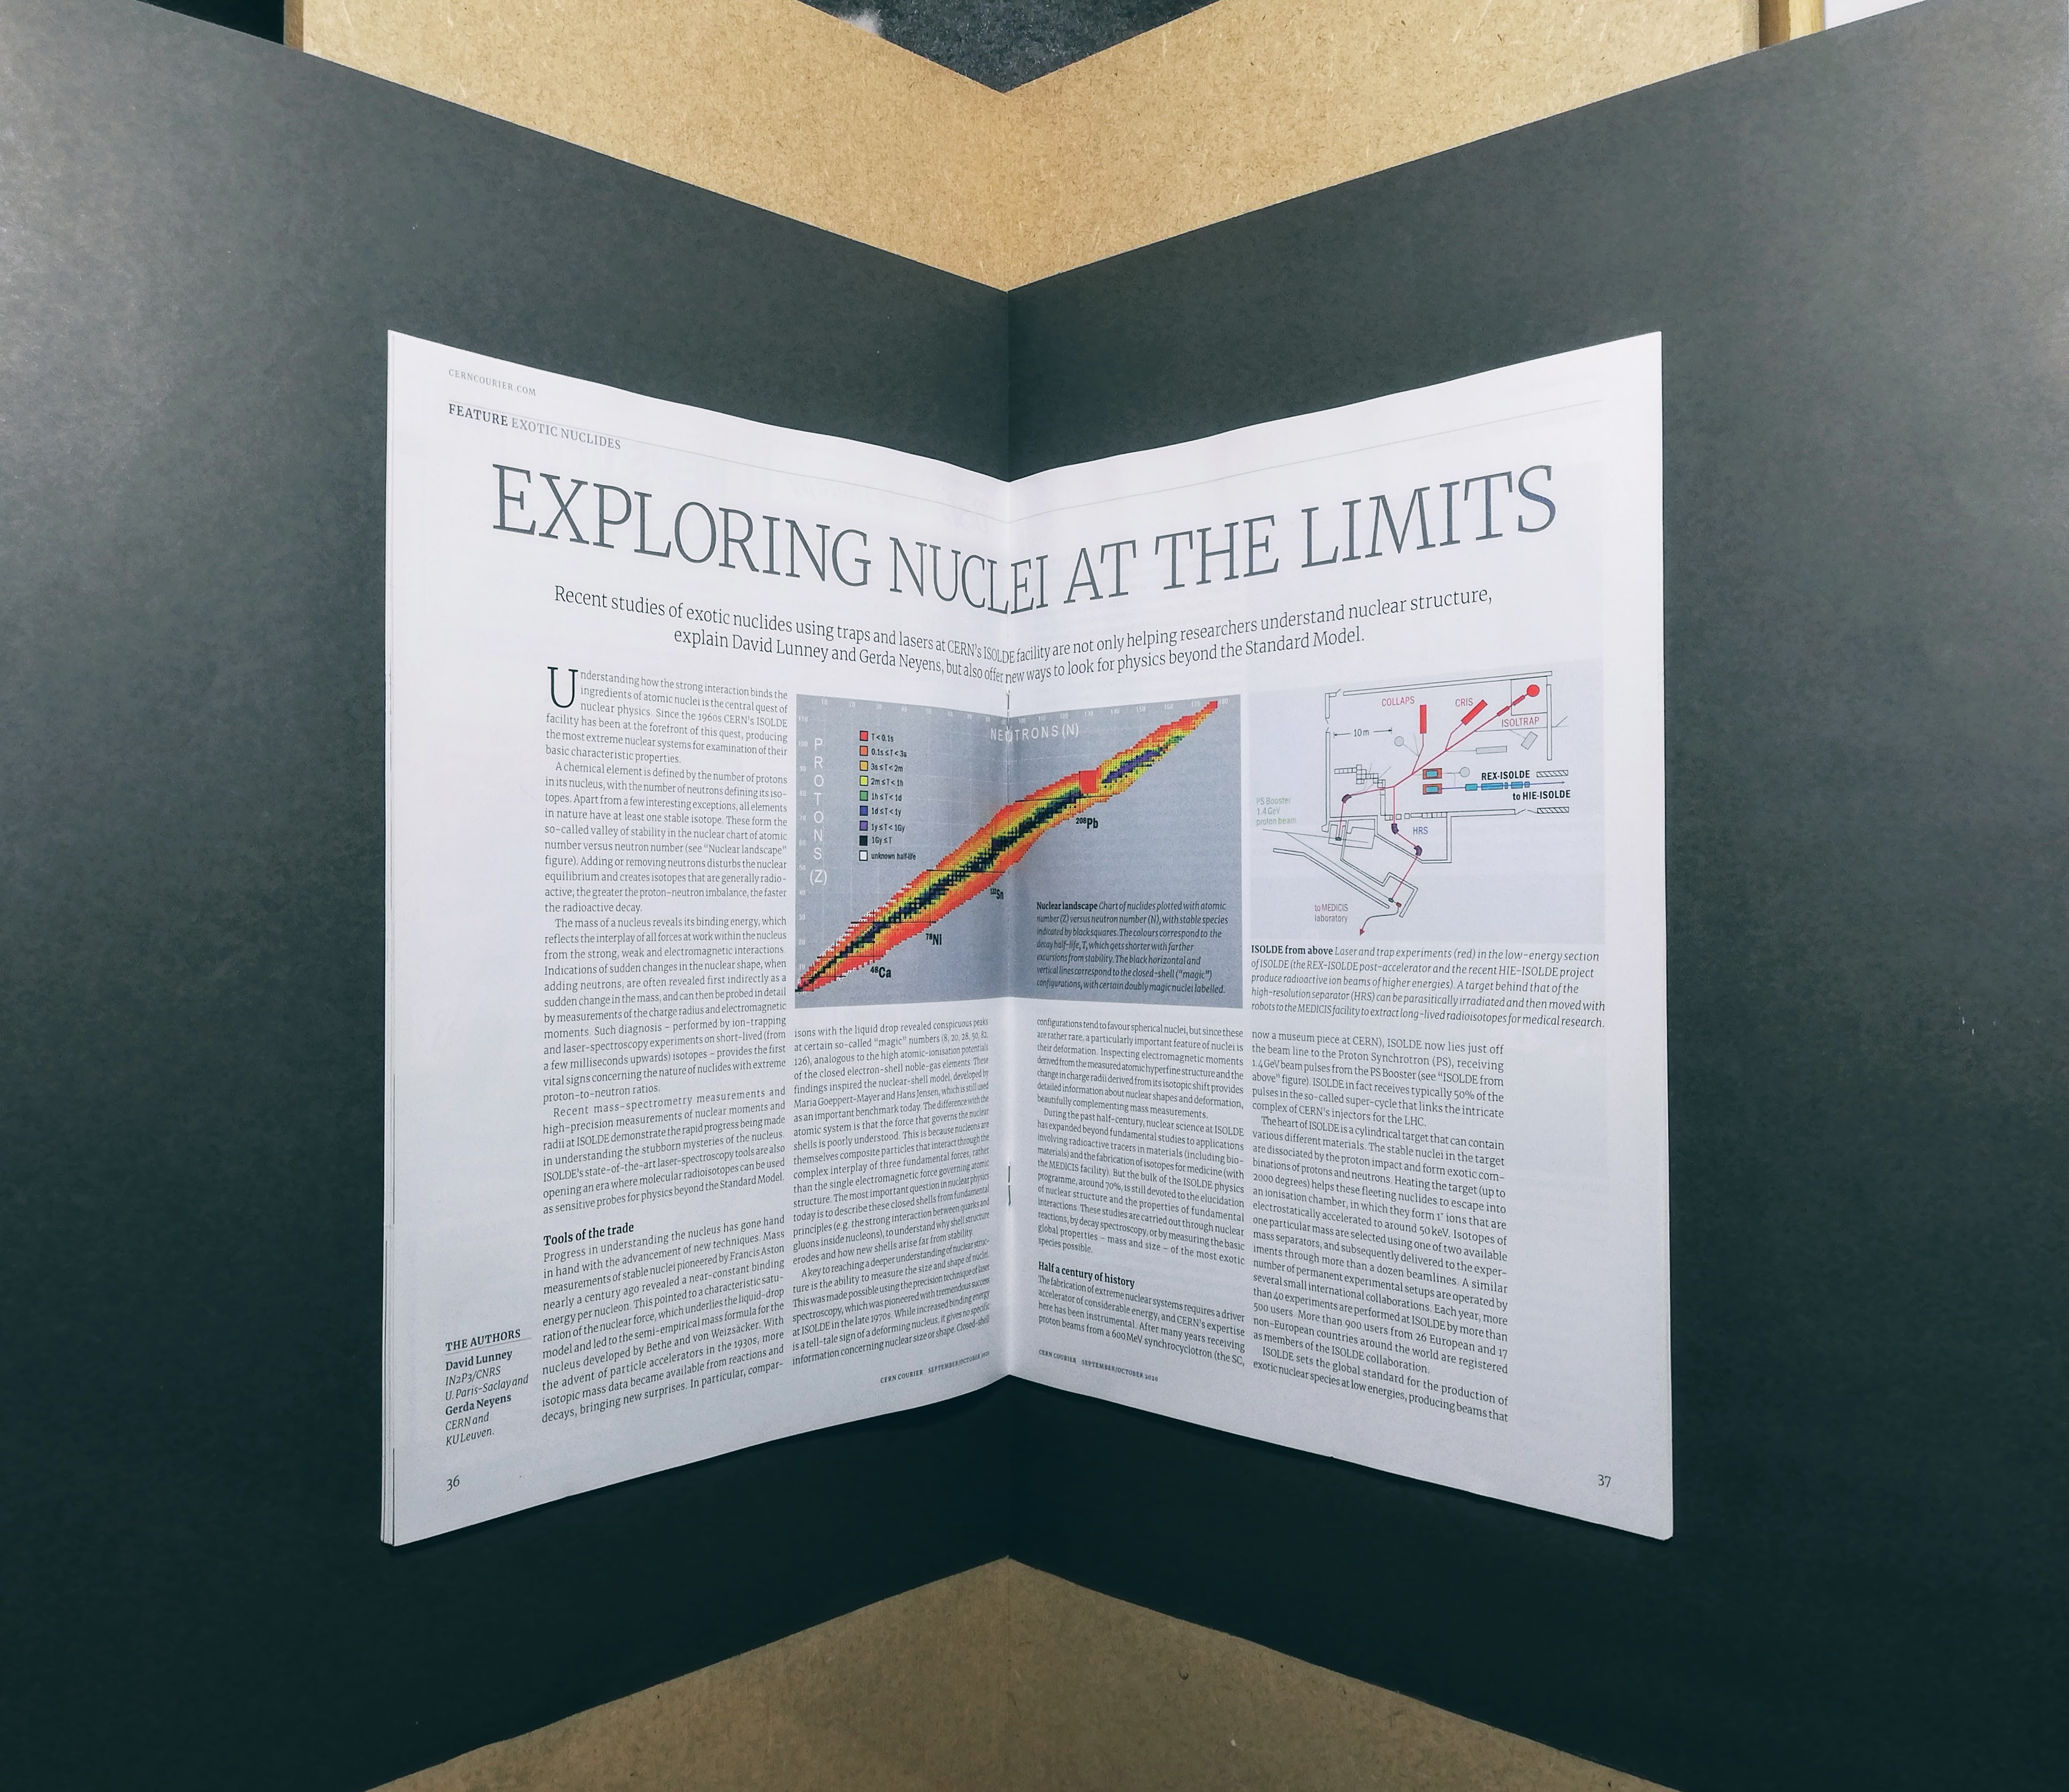 CERNCOURIER.COM
FEATURE EXOTIC NUCLIDES
EXPLORING NUCLEI AT THE LIMITS
Recent studies of exotic nuclides using traps and lasers at CERN's ISOLDE facility are not only helping researchers understand nuclear structure,
explain David Lunney and Gerda Neyens, but also offer new ways to look for physics beyond the Standard Model.
Understanding how the strong interaction binds the
ingredients of atomic nuclei is the central quest of
nuclear physics. Since the 1960s CERN's ISOLDE
facility has been at the forefront of this quest, producing
the most extreme nuclear systems for examination of their
basic characteristic properties.
A chemical element is defined by the number of protons
in its nucleus, with the number of neutrons defining its iso-
topes. Apart from a few interesting exceptions, all elements
in nature have at least one stable isotope. These form the
so-called valley of stability in the nuclear chart of atomic
number versus neutron number (see "Nuclear landscape"
figure). Adding or removing neutrons disturbs the nuclear
equilibrium and creates isotopes that are generally radio-
active; the greater the proton–neutron imbalance, the faster
the radioactive decay.
The mass of a nucleus reveals its binding energy, which
reflects the interplay of all forces at work within the nucleus
from the strong, weak and electromagnetic interactions.
Indications of sudden changes in the nuclear shape, when
adding neutrons, are often revealed first indirectly as a
sudden change in the mass, and can then be probed in detail
by measurements of the charge radius and electromagnetic
moments. Such diagnosis – performed by ion-trapping
and laser-spectroscopy experiments on short-lived (from
a few milliseconds upwards) isotopes – provides the first
vital signs concerning the nature of nuclides with extreme
proton-to-neutron ratios.
Recent mass-spectrometry measurements and
high-precision measurements of nuclear moments and
radii at ISOLDE demonstrate the rapid progress being made
in understanding the stubborn mysteries of the nucleus.
ISOLDE's state-of-the-art laser-spectroscopy tools are also
opening an era where molecular radioisotopes can be used
as sensitive probes for physics beyond the Standard Model.
Tools of the trade
Progress in understanding the nucleus has gone hand
in hand with the advancement of new techniques. Mass
measurements of stable nuclei pioneered by Francis Aston
nearly a century ago revealed a near-constant binding
energy per nucleon. This pointed to a characteristic satu-
ration of the nuclear force, which underlies the liquid-drop
model and led to the semi-empirical mass formula for the
nucleus developed by Bethe and von Weizsäcker. With
the advent of particle accelerators in the 1930s, more
isotopic mass data became available from reactions and
decays, bringing new surprises. In particular, compar-
THE AUTHORS
David Lunney
IN2P3/CNRS
U. Paris-Saclay and
Gerda Neyens
CERN and
KU Leuven.
36
PROTONS (Z)
NEUTRONS (N)
T < 0.1s
0.1s ≤ T < 3s
3s ≤ T < 2m
2m ≤ T < 1h
1h ≤ T < 1d
1d ≤ T < 1y
1y ≤ T < 1Gy
1Gy ≤ T
unknown half-life
208Pb
132Sn
78Ni
48Ca
Nuclear landscape Chart of nuclides plotted with atomic
number (Z) versus neutron number (N), with stable species
indicated by black squares. The colours correspond to the
decay half-life, T, which gets shorter with farther
excursions from stability. The black horizontal and
vertical lines correspond to the closed-shell ("magic")
configurations, with certain doubly magic nuclei labelled.
isons with the liquid drop revealed conspicuous peaks
at certain so-called "magic" numbers (8, 20, 28, 50, 82,
126), analogous to the high atomic-ionisation potentials
of the closed electron-shell noble-gas elements. These
findings inspired the nuclear-shell model, developed by
Maria Goeppert-Mayer and Hans Jensen, which is still used
as an important benchmark today. The difference with the
atomic system is that the force that governs the nuclear
shells is poorly understood. This is because nucleons are
themselves composite particles that interact through the
complex interplay of three fundamental forces, rather
than the single electromagnetic force governing atomic
structure. The most important question in nuclear physics
today is to describe these closed shells from fundamental
principles (e.g. the strong interaction between quarks and
gluons inside nucleons), to understand why shell structure
erodes and how new shells arise far from stability.
A key to reaching a deeper understanding of nuclear struc-
ture is the ability to measure the size and shape of nuclei.
This was made possible using the precision technique of laser
spectroscopy, which was pioneered with tremendous success
at ISOLDE in the late 1970s. While increased binding energy
is a tell-tale sign of a deforming nucleus, it gives no specific
information concerning nuclear size or shape. Closed-shell
CERN COURIER SEPTEMBER/OCTOBER 2020
configurations tend to favour spherical nuclei, but since these
are rather rare, a particularly important feature of nuclei is
their deformation. Inspecting electromagnetic moments
derived from the measured atomic hyperfine structure and the
change in charge radii derived from its isotopic shift provides
detailed information about nuclear shapes and deformation,
beautifully complementing mass measurements.
During the past half-century, nuclear science at ISOLDE
has expanded beyond fundamental studies to applications
involving radioactive tracers in materials (including bio-
materials) and the fabrication of isotopes for medicine (with
the MEDICIS facility). But the bulk of the ISOLDE physics
programme, around 70%, is still devoted to the elucidation
of nuclear structure and the properties of fundamental
interactions. These studies are carried out through nuclear
reactions, by decay spectroscopy, or by measuring the basic
global properties – mass and size – of the most exotic
species possible.
Half a century of history
The fabrication of extreme nuclear systems requires a driver
accelerator of considerable energy, and CERN's expertise
here has been instrumental. After many years receiving
proton beams from a 600 MeV synchrocyclotron (the SC,
CERN COURIER SEPTEMBER/OCTOBER 2020
COLLAPS
CRIS
ISOLTRAP
10 m
REX-ISOLDE
to HIE-ISOLDE
PS Booster
1.4 GeV
proton beam
HRS
to MEDICIS
laboratory
ISOLDE from above Laser and trap experiments (red) in the low-energy section
of ISOLDE (the REX-ISOLDE post-accelerator and the recent HIE-ISOLDE project
produce radioactive ion beams of higher energies). A target behind that of the
high-resolution separator (HRS) can be parasitically irradiated and then moved with
robots to the MEDICIS facility to extract long-lived radioisotopes for medical research.
now a museum piece at CERN), ISOLDE now lies just off
the beam line to the Proton Synchrotron (PS), receiving
1.4 GeV beam pulses from the PS Booster (see "ISOLDE from
above" figure). ISOLDE in fact receives typically 50% of the
pulses in the so-called super-cycle that links the intricate
complex of CERN's injectors for the LHC.
The heart of ISOLDE is a cylindrical target that can contain
various different materials. The stable nuclei in the target
are dissociated by the proton impact and form exotic com-
binations of protons and neutrons. Heating the target (up to
2000 degrees) helps these fleeting nuclides to escape into
an ionisation chamber, in which they form 1+ ions that are
electrostatically accelerated to around 50 keV. Isotopes of
one particular mass are selected using one of two available
mass separators, and subsequently delivered to the exper-
iments through more than a dozen beamlines. A similar
number of permanent experimental setups are operated by
several small international collaborations. Each year, more
than 40 experiments are performed at ISOLDE by more than
500 users. More than 900 users from 26 European and 17
non-European countries around the world are registered
as members of the ISOLDE collaboration.
ISOLDE sets the global standard for the production of
exotic nuclear species at low energies, producing beams that
37